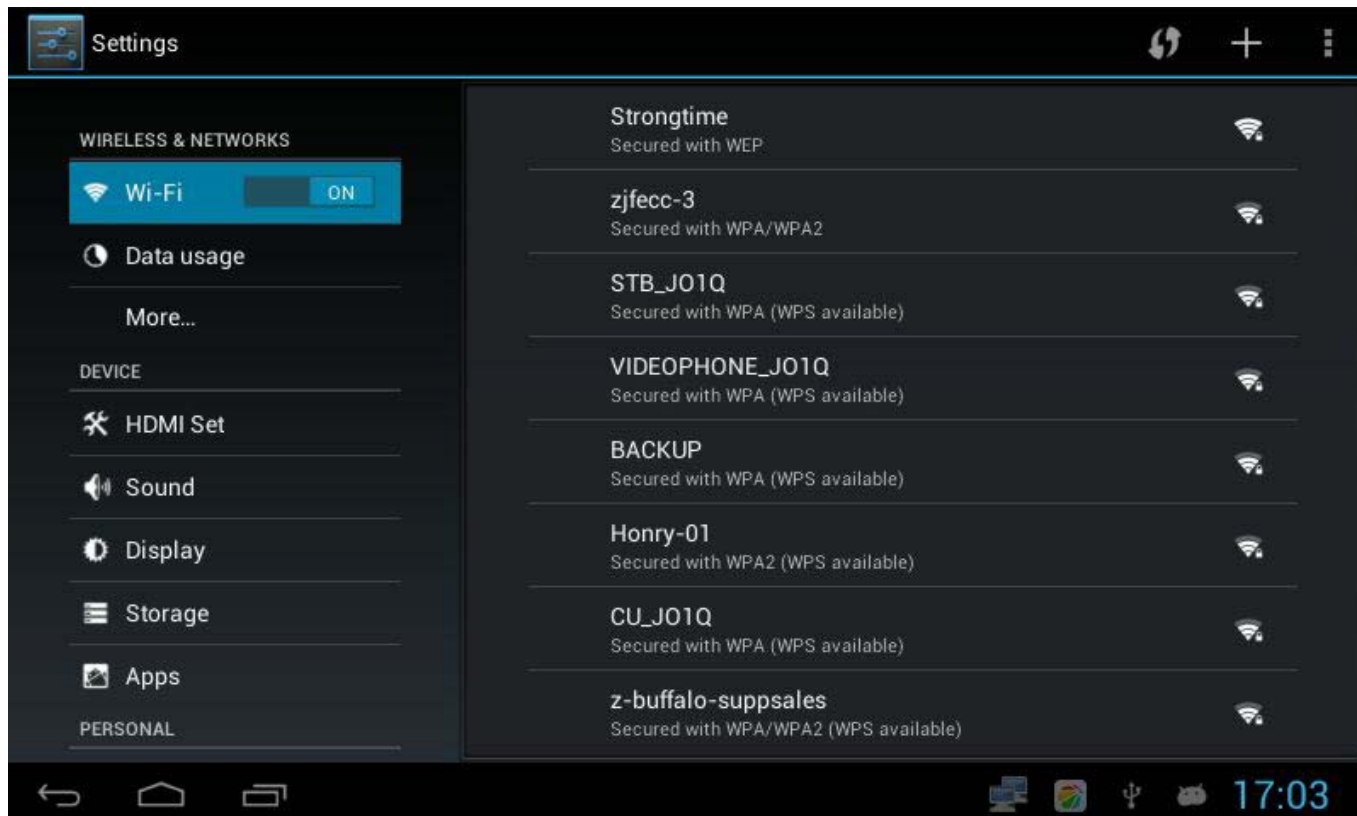 Settings
WIRELESS & NETWORKS
Wi-Fi ON
Data usage
More...
DEVICE
HDMI Set
Sound
Display
Storage
Apps
PERSONAL
Strongtime
Secured with WEP
zjfecc-3
Secured with WPA/WPA2
STB_JO1Q
Secured with WPA (WPS available)
VIDEOPHONE_JO1Q
Secured with WPA (WPS available)
BACKUP
Secured with WPA (WPS available)
Honry-01
Secured with WPA2 (WPS available)
CU_JO1Q
Secured with WPA (WPS available)
z-buffalo-suppsales
Secured with WPA/WPA2 (WPS available)
17:03